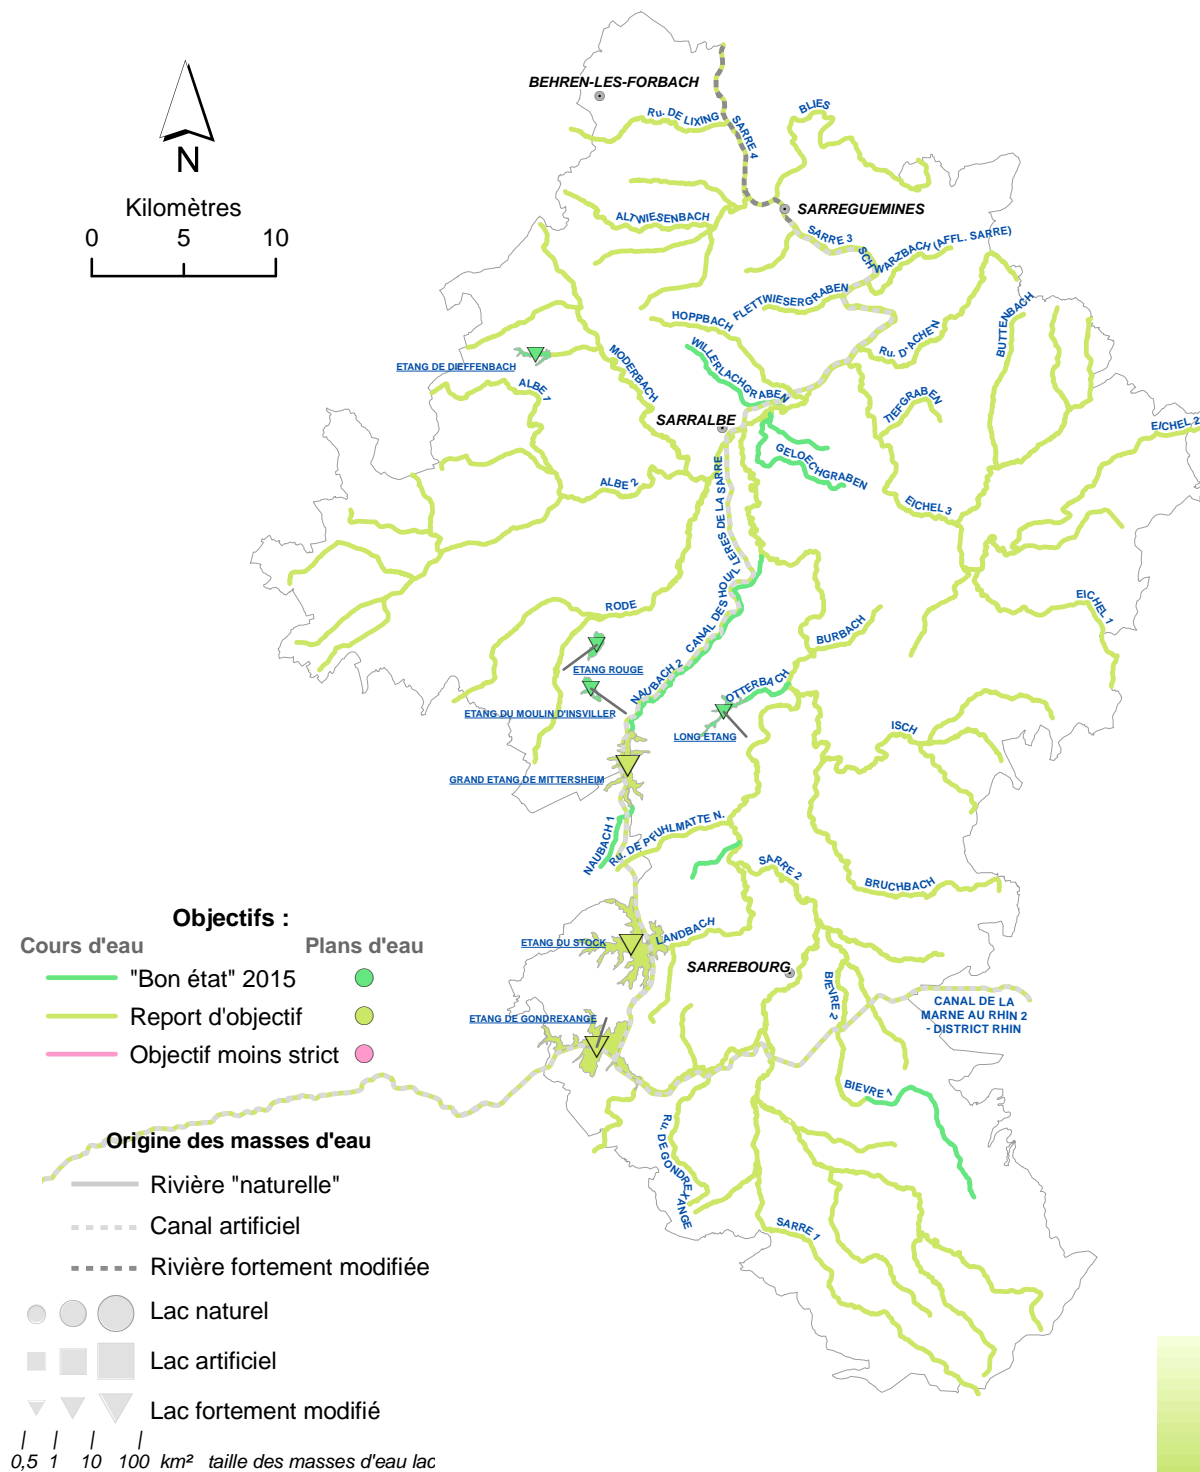 BEHREN-LES-FORBACH
BLIES
Ru. DE LIXING
SARRE 4
N
Kilomètres
0 5 10
SARREGUEMINES
ALTWIESENBACH
SARRE 3
SCHWARZBACH (AFFL. SARRE)
FLETTWIESERGRABEN
HOPPBACH
BUTTENBACH
Ru. D'ACHEN
WILLERLACHGRABEN
MODERBACH
ETANG DE DIEFFENBACH
ALBE 1
TIEFGRABEN
SARRALBE
EICHEL 2
GELOECHGRABEN
ALBE 2
EICHEL 3
CANAL DES HOUILLERES DE LA SARRE
RODE
EICHEL 1
BURBACH
ETANG ROUGE
NAUBACH 2
OTTERBACH
ETANG DU MOULIN D'INSVILLER
LONG ETANG
ISCH
GRAND ETANG DE MITTERSHEIM
NAUBACH 1
Ru. DE PFUHLMATTE N.
SARRE 2
BRUCHBACH
Objectifs :
Cours d'eau Plans d'eau
"Bon état" 2015
Report d'objectif
Objectif moins strict
LANDBACH
ETANG DU STOCK
SARREBOURG
BIEVRE 2
ETANG DE GONDREXANGE
CANAL DE LA
MARNE AU RHIN 2
- DISTRICT RHIN
BIEVRE 1
Ru. DE GONDREXANGE
SARRE 1
Origine des masses d'eau
Rivière "naturelle"
Canal artificiel
Rivière fortement modifiée
Lac naturel
Lac artificiel
Lac fortement modifié
0,5 1 10 100 km² taille des masses d'eau lac